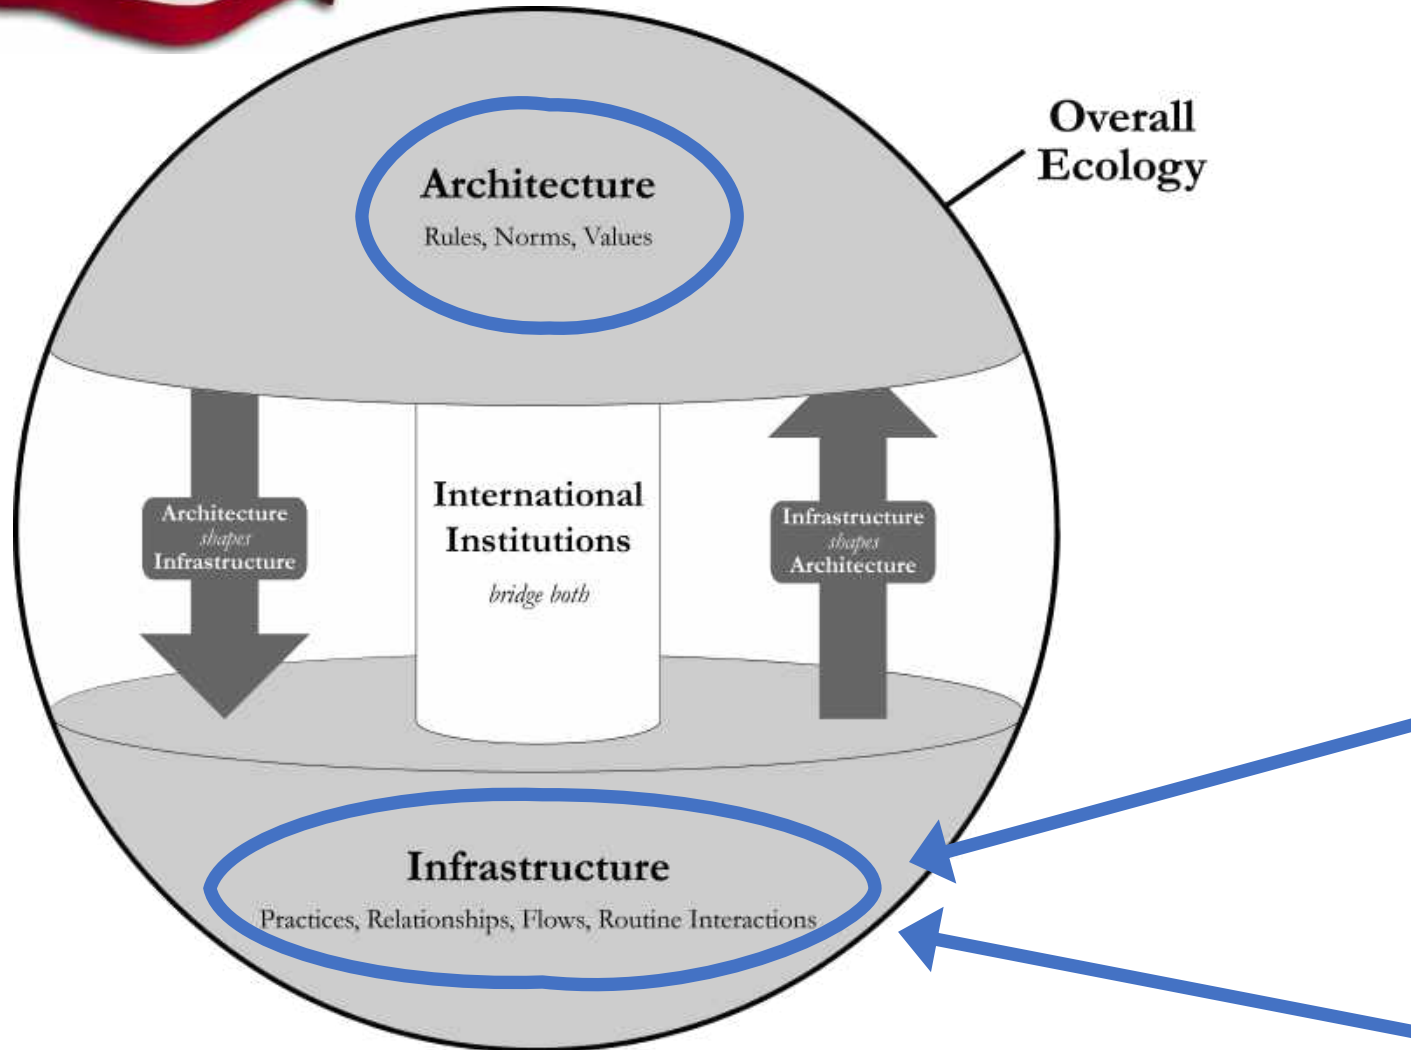 Overall
Ecology
Architecture
Rules, Norms, Values
International
Institutions
bridge both
Architecture
shapes
Infrastructure
Infrastructure
shapes
Architecture
Infrastructure
Practices, Relationships, Flows, Routine Interactions